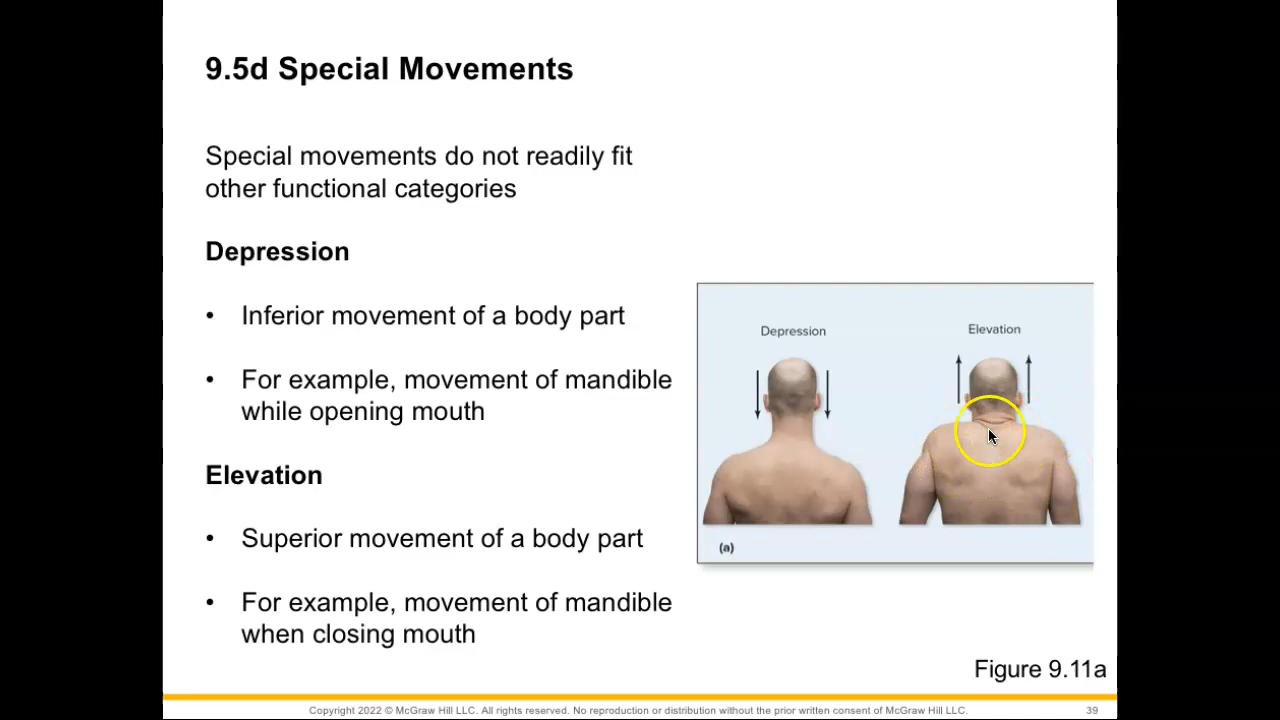 9.5d Special Movements
Special movements do not readily fit
other functional categories
Depression
• Inferior movement of a body part
• For example, movement of mandible
while opening mouth
Elevation
• Superior movement of a body part
• For example, movement of mandible
when closing mouth
Depression
Elevation
(a)
Figure 9.11a
Copyright 2022 © McGraw Hill LLC. All rights reserved. No reproduction or distribution without the prior written consent of McGraw Hill LLC.
39